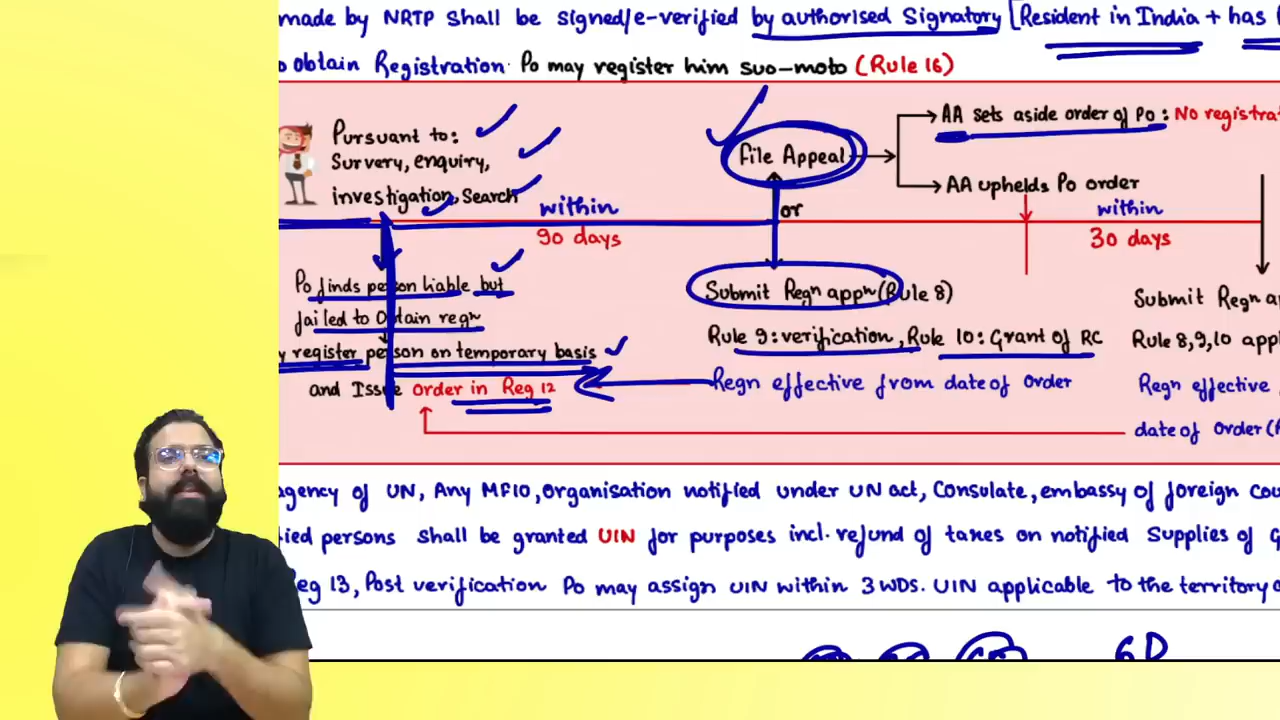 made by NRTP Shall be signed/e-verified by authorised Signatory [Resident in India + has
o obtain Registration. Po may register him suo-moto (Rule 16)
Pursuant to:
Survery, enquiry,
investigation, Search
within
90 days
File Appeal
or
AA sets aside order of Po: No registra
AA upholds Po order
within
30 days
Po finds person liable but
failed to Obtain regn
y register person on temporary basis
and Issue order in Reg 12
Submit Regn appn (Rule 8)
Rule 9: verification, Rule 10: Grant of RC
Regn effective from date of Order
Submit Regn ap
Rule 8,9,10 app
Regn effective
date of Order (
agency of UN, Any MFIO, Organisation notified under UN act, Consulate, embassy of foreign cou
ied persons shall be granted UIN for purposes incl. refund of taxes on notified Supplies of G
Reg 13, Post verification Po may assign UIN within 3 WDS. UIN applicable to the territory o